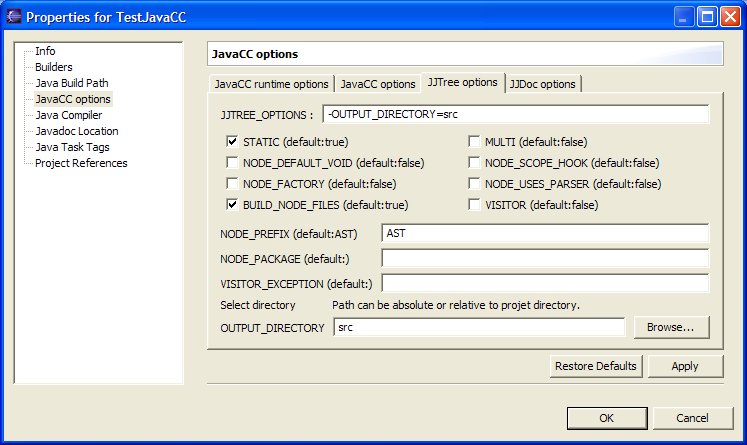 Properties for TestJavaCC
Info
Builders
Java Build Path
JavaCC options
Java Compiler
Javadoc Location
Java Task Tags
Project References
JavaCC options
JavaCC runtime options JavaCC options JJTree options JJDoc options
JJTREE_OPTIONS : -OUTPUT_DIRECTORY=src
STATIC (default:true) MULTI (default:false)
NODE_DEFAULT_VOID (default:false) NODE_SCOPE_HOOK (default:false)
NODE_FACTORY (default:false) NODE_USES_PARSER (default:false)
BUILD_NODE_FILES (default:true) VISITOR (default:false)
NODE_PREFIX (default:AST) AST
NODE_PACKAGE (default:)
VISITOR_EXCEPTION (default:)
Select directory Path can be absolute or relative to projet directory.
OUTPUT_DIRECTORY src Browse...
Restore Defaults Apply
OK Cancel